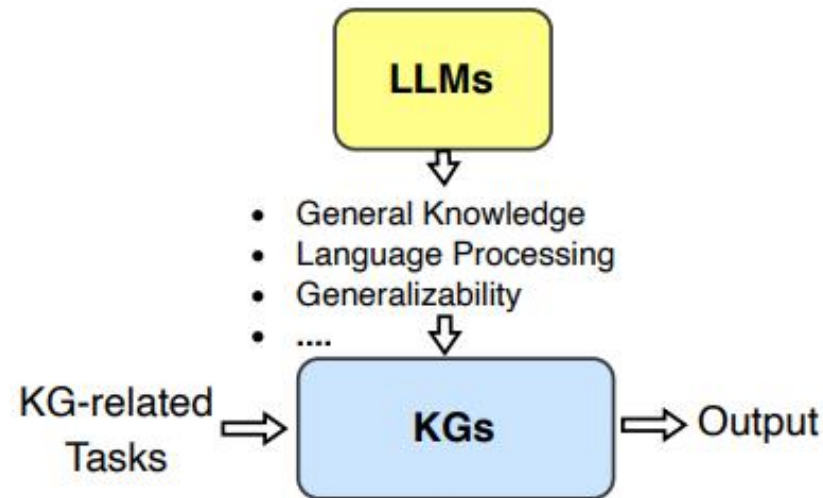 LLMs
• General Knowledge
• Language Processing
• Generalizability
• ....
KG-related
Tasks
KGs
Output